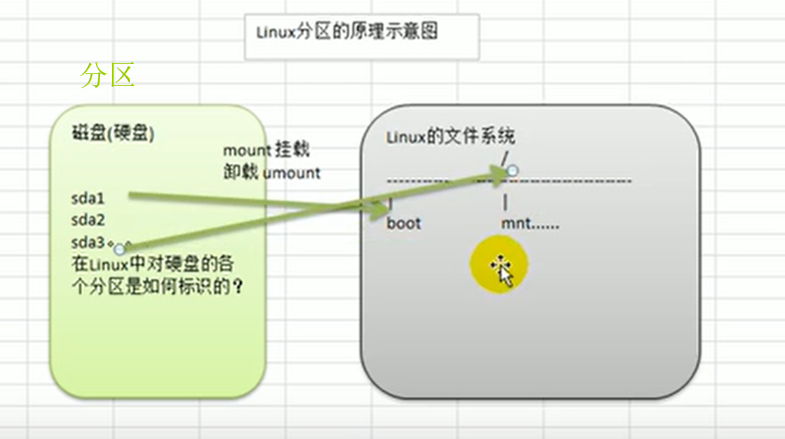 Linux分区的原理示意图
分区
磁盘(硬盘)
mount 挂载
卸载 umount
sda1
sda2
sda3。。
在Linux中对硬盘的各
个分区是如何标识的？
Linux的文件系统
/
----------------------------------------
| |
boot mnt......